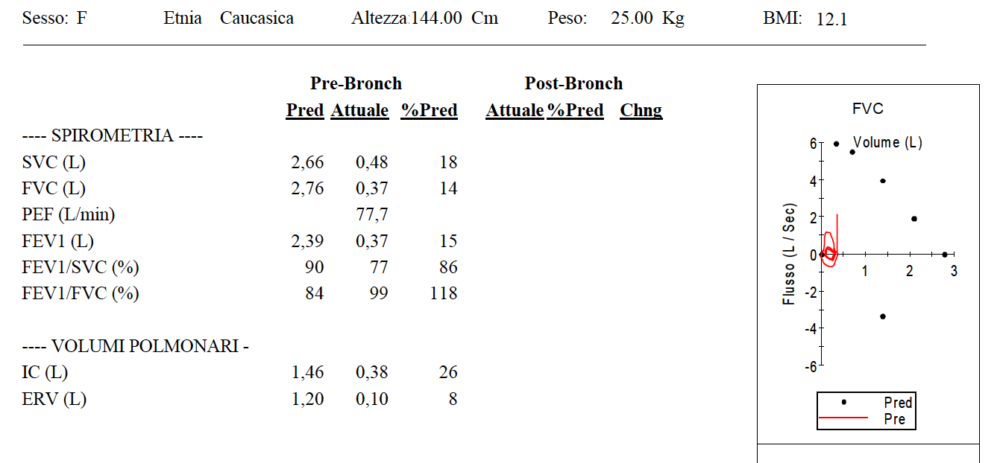 Sesso: F Etnia Caucasica Altezza:144.00 Cm Peso: 25.00 Kg BMI: 12.1
Pre-Bronch Post-Bronch
Pred Attuale %Pred Attuale %Pred Chng
---- SPIROMETRIA ----
SVC (L) 2,66 0,48 18
FVC (L) 2,76 0,37 14
PEF (L/min) 77,7
FEV1 (L) 2,39 0,37 15
FEV1/SVC (%) 90 77 86
FEV1/FVC (%) 84 99 118
---- VOLUMI POLMONARI -
IC (L) 1,46 0,38 26
ERV (L) 1,20 0,10 8
FVC
Volume (L)
Flusso (L / Sec)
6
4
2
0
-2
-4
-6
1 2 3
Pred
Pre